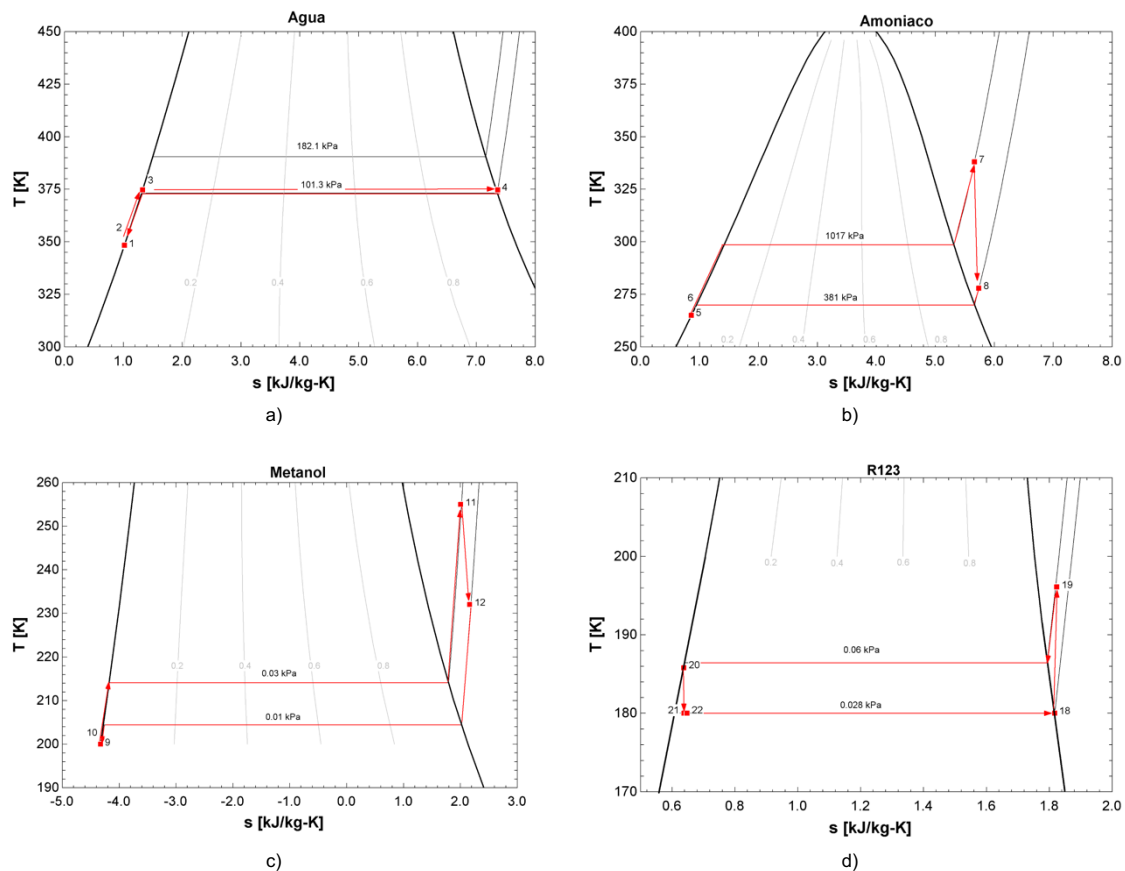 Agua
450
425
400
375
350
325
300
T [K]
182.1 kPa
101.3 kPa
3
4
2
1
0.2
0.4
0.6
0.8
0.0 1.0 2.0 3.0 4.0 5.0 6.0 7.0 8.0
s [kJ/kg-K]
a)
Amoniaco
400
375
350
325
300
275
250
T [K]
7
1017 kPa
8
381 kPa
6
5
0.2 0.4 0.6 0.8
0.0 1.0 2.0 3.0 4.0 5.0 6.0 7.0 8.0
s [kJ/kg-K]
b)
Metanol
260
250
240
230
220
210
200
190
T [K]
11
12
0.2 0.4 0.6 0.8
0.03 kPa
0.01 kPa
10
9
-5.0 -4.0 -3.0 -2.0 -1.0 0.0 1.0 2.0 3.0
s [kJ/kg-K]
c)
R123
210
200
190
180
170
T [K]
0.2 0.4 0.6 0.8
19
0.06 kPa
20
0.028 kPa
21 22
18
0.6 0.8 1.0 1.2 1.4 1.6 1.8 2.0
s [kJ/kg-K]
d)